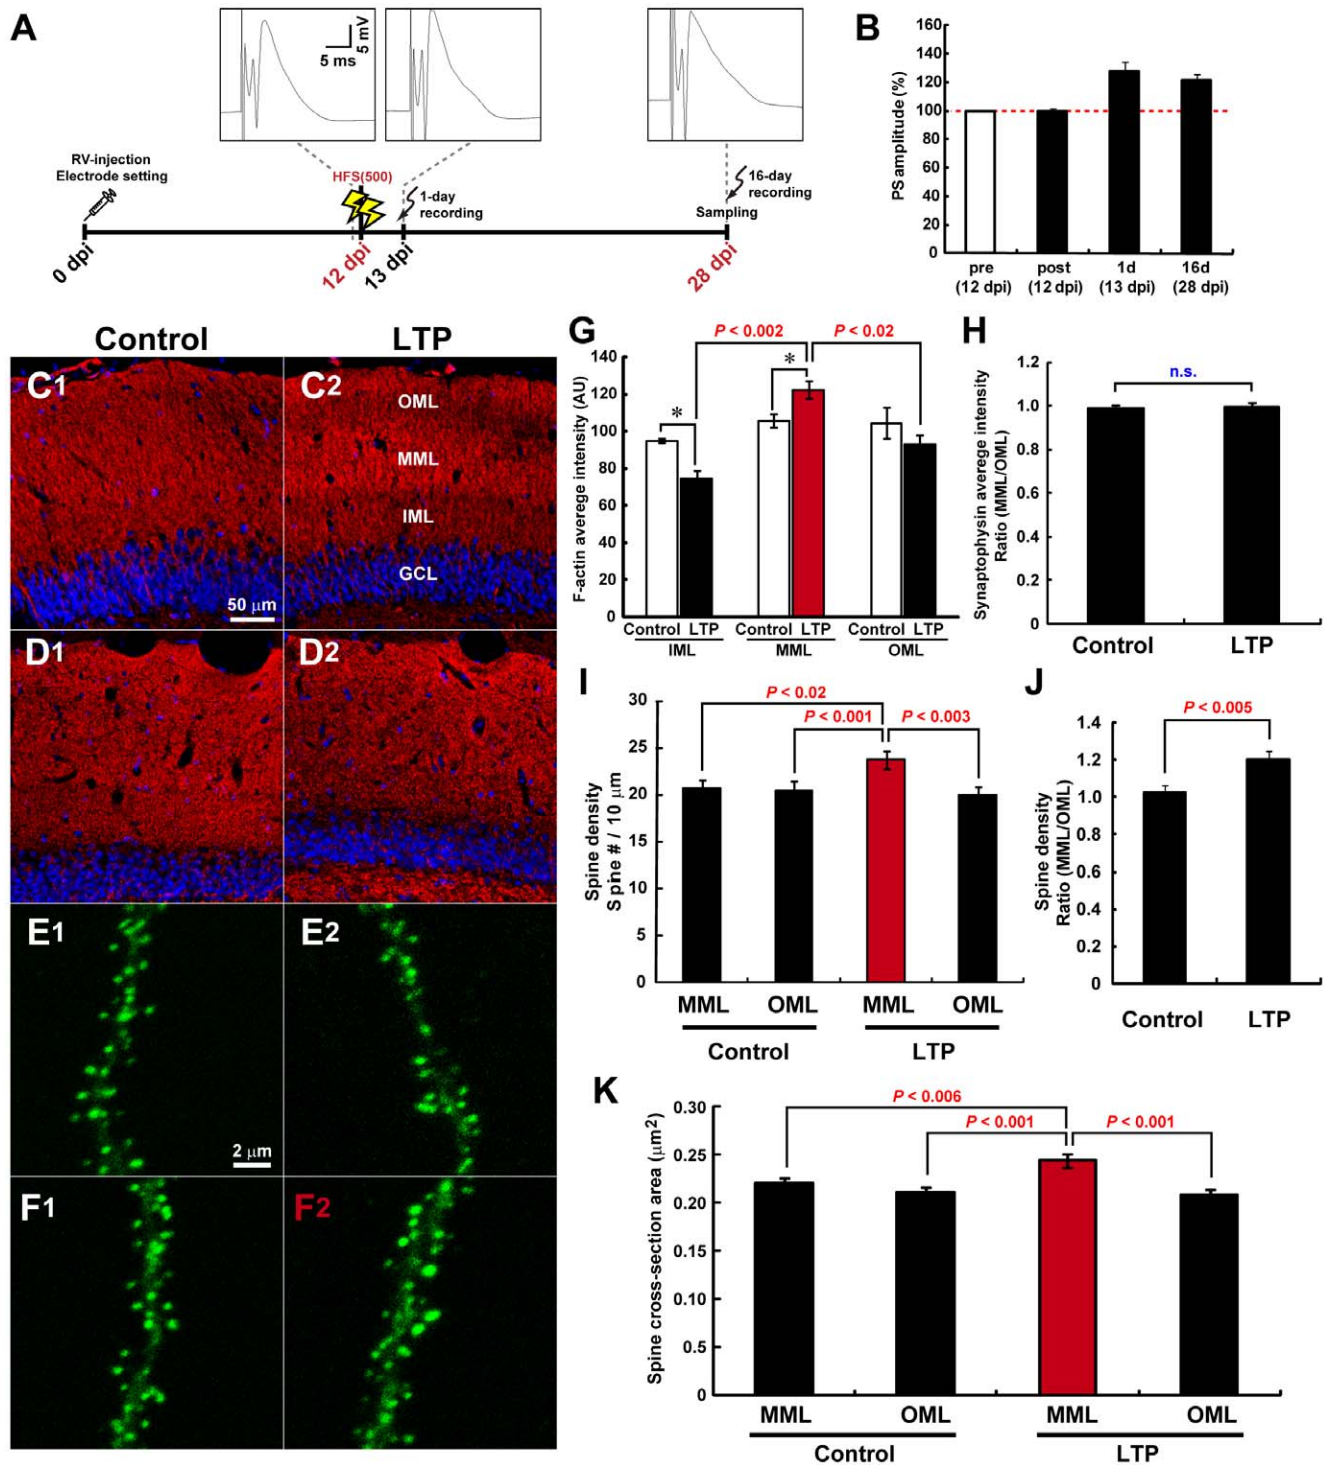 A
5 ms
5 mV
RV-injection
Electrode setting
HFS(500)
1-day
recording
16-day
recording
Sampling
0 dpi
12 dpi
13 dpi
28 dpi
B
PS amplitude (%)
160
140
120
100
80
60
40
20
0
pre
(12 dpi)
post
(12 dpi)
1d
(13 dpi)
16d
(28 dpi)
Control
LTP
C1
C2
OML
MML
IML
GCL
50 μm
D1
D2
E1
E2
2 μm
F1
F2
G
P < 0.002
P < 0.02
*
*
F-actin averege intensity (AU)
140
120
100
80
60
40
20
0
Control LTP
IML
Control LTP
MML
Control LTP
OML
H
n.s.
Synaptophysin averege intensity
Ratio (MML/OML)
1.2
1.0
0.8
0.6
0.4
0.2
0
Control
LTP
I
P < 0.02
P < 0.001
P < 0.003
Spine density
Spine # / 10 μm
30
25
20
15
10
5
0
MML
OML
MML
OML
Control
LTP
J
P < 0.005
Spine density
Ratio (MML/OML)
1.4
1.2
1.0
0.8
0.6
0.4
0.2
0
Control
LTP
K
P < 0.006
P < 0.001
P < 0.001
Spine cross-section area (μm2)
0.30
0.25
0.20
0.15
0.10
0.5
0
MML
OML
MML
OML
Control
LTP